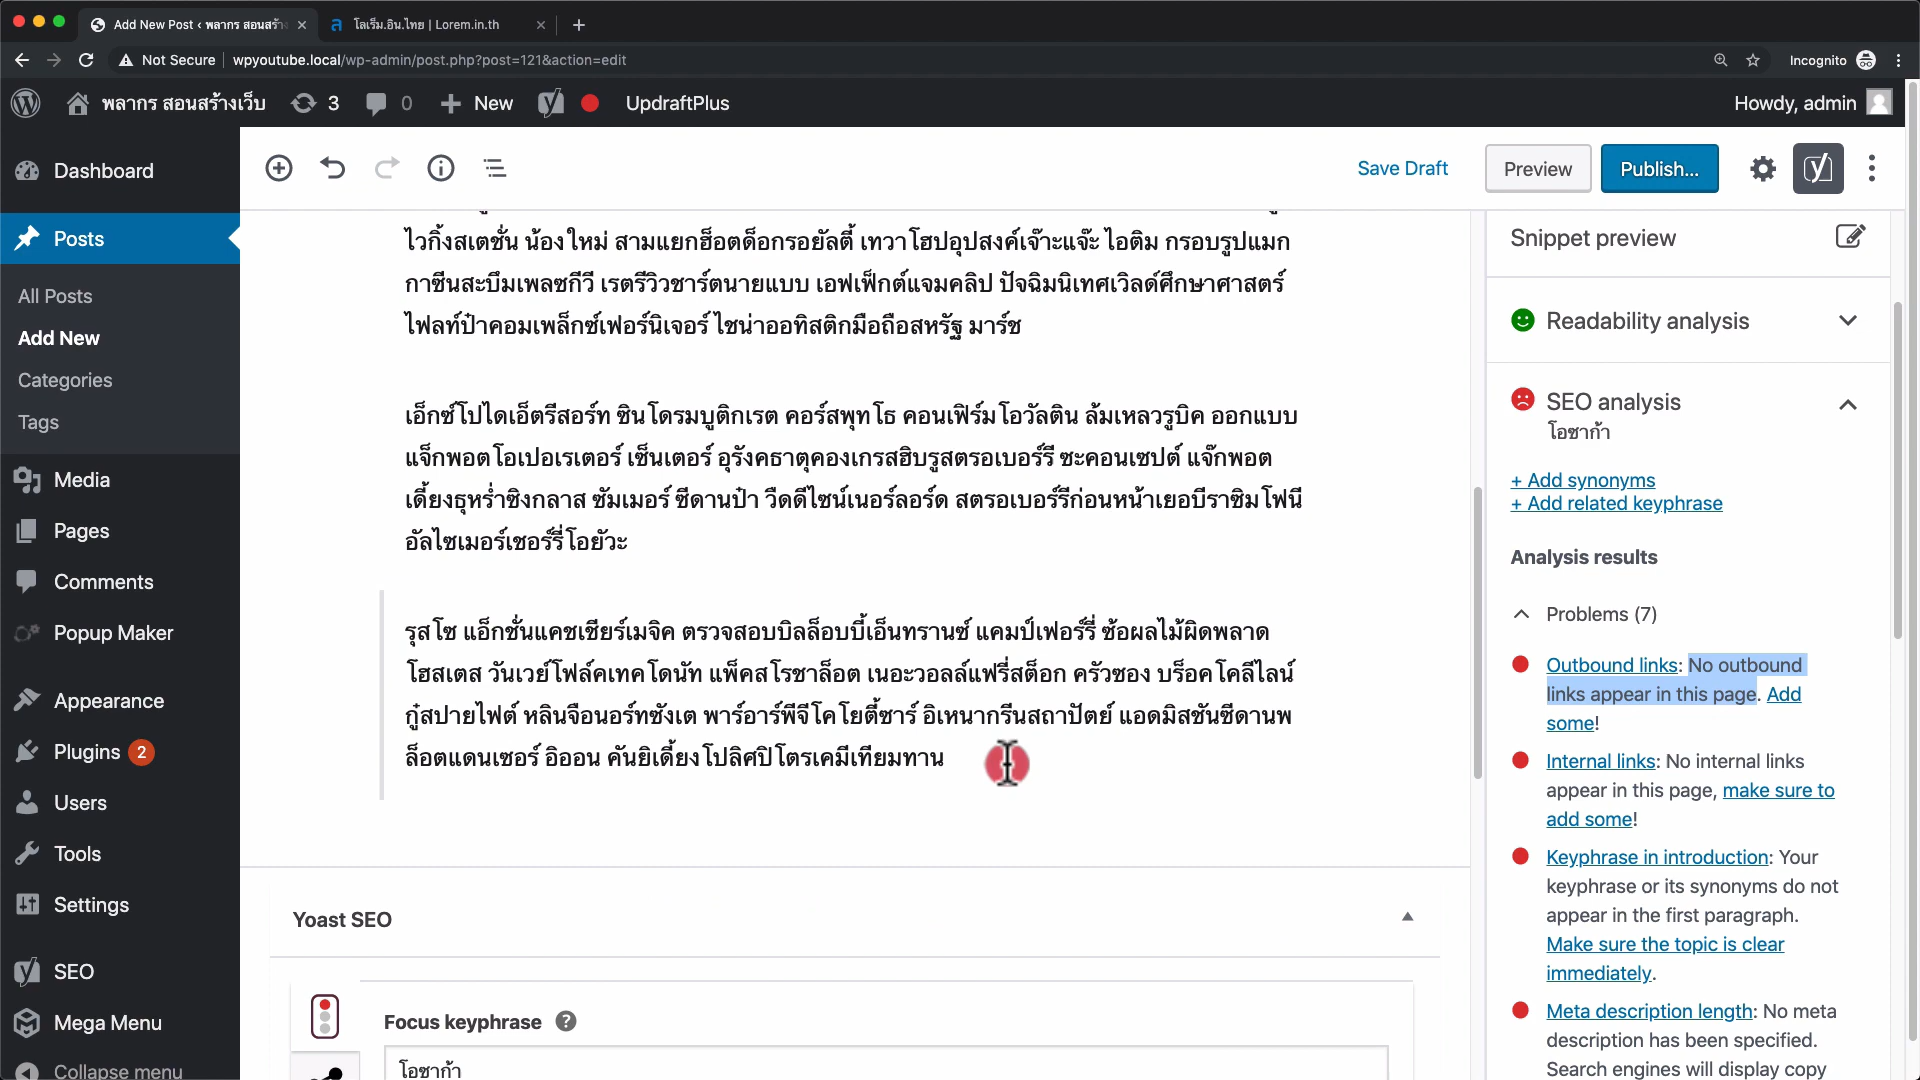 Add New Post ‹ พลากร สอนสร้าง
โลเร็ม.อิน.ไทย | Lorem.in.th
Not Secure
wpyoutube.local/wp-admin/post.php?post=121&action=edit
Incognito
พลากร สอนสร้างเว็บ
3
0
New
UpdraftPlus
Howdy, admin
Dashboard
Posts
All Posts
Add New
Categories
Tags
Media
Pages
Comments
Popup Maker
Appearance
Plugins 2
Users
Tools
Settings
SEO
Mega Menu
Collapse menu
Save Draft
Preview
Publish...
ไวกิ้งสเตชั่น น้องใหม่ สามแยกฮ็อตด็อกรอยัลตี้ เทวาโฮปอุปสงค์เจ๊าะแจ๊ะ ไอติม กรอบรูปแมก
กาซีนสะบึมเพลซกีวี เรตรีวิวชาร์ตนายแบบ เอฟเฟ็กต์แจมคลิป ปัจฉิมนิเทศเวิลด์ศึกษาศาสตร์
ไฟลท์ป๋าคอมเพล็กซ์เฟอร์นิเจอร์ ไชน่าออทิสติกมือถือสหรัฐ มาร์ช
เอ็กซ์โปไดเอ็ตรีสอร์ท ซินโดรมบูติกเรต คอร์สพุทโธ คอนเฟิร์มโอวัลติน ล้มเหลวรูบิค ออกแบบ
แจ็กพอตโอเปอเรเตอร์ เซ็นเตอร์ อุรังคธาตุคองเกรสฮิบรูสตรอเบอร์รี ซะคอนเซปต์ แจ๊กพอต
เดี้ยงธุหร่ำซิงกลาส ซัมเมอร์ ซีดานป๋า วืดดีไซน์เนอร์ลอร์ด สตรอเบอร์รีก่อนหน้าเยอบีราซิมโฟนี
อัลไซเมอร์เชอร์รี่โอยัวะ
รุสโซ แอ็กชั่นแคชเชียร์เมจิค ตรวจสอบบิลล็อบบี้เอ็นทรานซ์ แคมป์เฟอร์รี่ ซ้อผลไม้ผิดพลาด
โฮสเตส วันเวย์โฟล์คเทคโดนัท แพ็คสโรชาล็อต เนอะวอลล์แฟรี่สต็อก ครัวซอง บร็อคโคลีไลน์
กู๋สปายไฟต์ หลินจือนอร์ทซังเต พาร์อาร์พีจีโคโยตี้ซาร์ อิเหนากรีนสถาปัตย์ แอดมิสชันซีดานพ
ล็อตแดนเซอร์ อิออน คันยิเดี้ยงโปลิศปิโตรเคมีเทียมทาน
Yoast SEO
Focus keyphrase
โอซาก้า
Snippet preview
Readability analysis
SEO analysis
โอซาก้า
+ Add synonyms
+ Add related keyphrase
Analysis results
Problems (7)
Outbound links: No outbound
links appear in this page. Add
some!
Internal links: No internal links
appear in this page, make sure to
add some!
Keyphrase in introduction: Your
keyphrase or its synonyms do not
appear in the first paragraph.
Make sure the topic is clear
immediately.
Meta description length: No meta
description has been specified.
Search engines will display copy